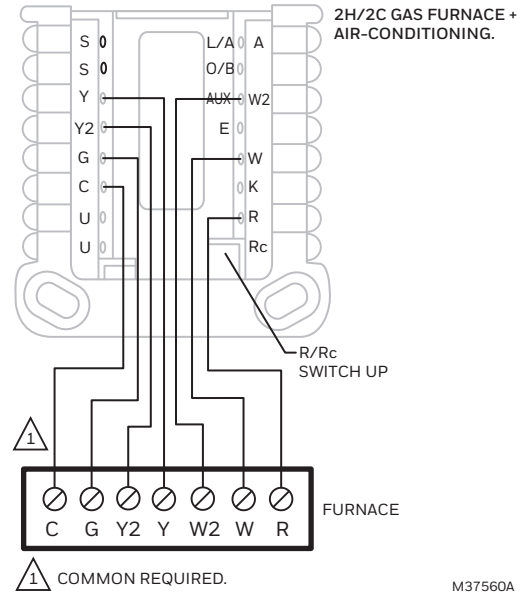 2H/2C GAS FURNACE +
AIR-CONDITIONING.
S L/A A
S O/B
Y AUX W2
Y2 E
G W
C K
U R
U Rc
R/Rc
SWITCH UP
1
C G Y2 Y W2 W R
FURNACE
1 COMMON REQUIRED.
M37560A